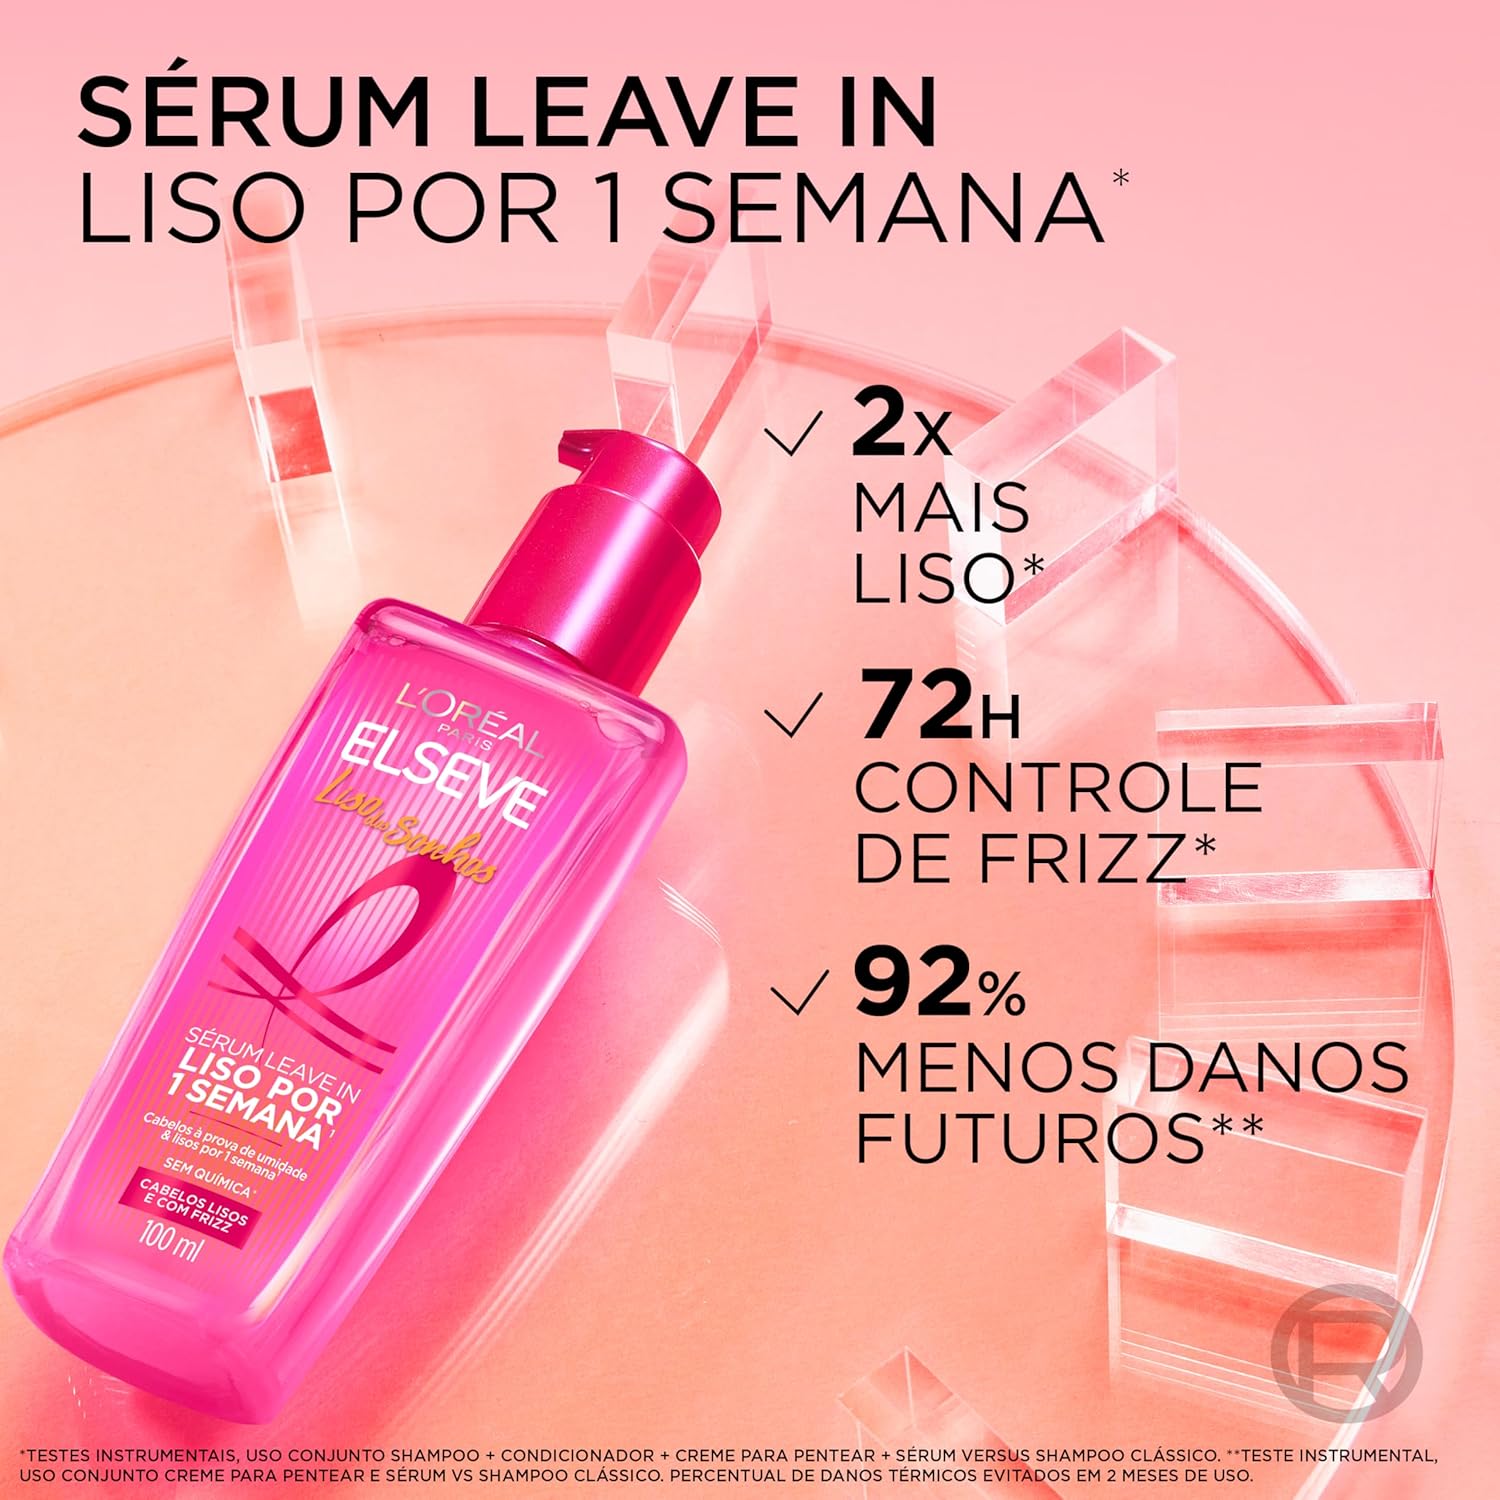 SÉRUM LEAVE IN
LISO POR 1 SEMANA*
2X
MAIS
LISO*
72H
CONTROLE
DE FRIZZ*
92%
MENOS DANOS
FUTUROS**
L'ORÉAL
PARIS
ELSEVE
Liso dos Sonhos
SÉRUM LEAVE IN
LISO POR
1 SEMANA¹
Cabelos à prova de umidade
& lisos por 1 semana¹
SEM QUÍMICA*
CABELOS LISOS
E COM FRIZZ
100 ml
R
*TESTES INSTRUMENTAIS, USO CONJUNTO SHAMPOO + CONDICIONADOR + CREME PARA PENTEAR + SÉRUM VERSUS SHAMPOO CLÁSSICO. **TESTE INSTRUMENTAL,
USO CONJUNTO CREME PARA PENTEAR E SÉRUM VS SHAMPOO CLÁSSICO. PERCENTUAL DE DANOS TÉRMICOS EVITADOS EM 2 MESES DE USO.